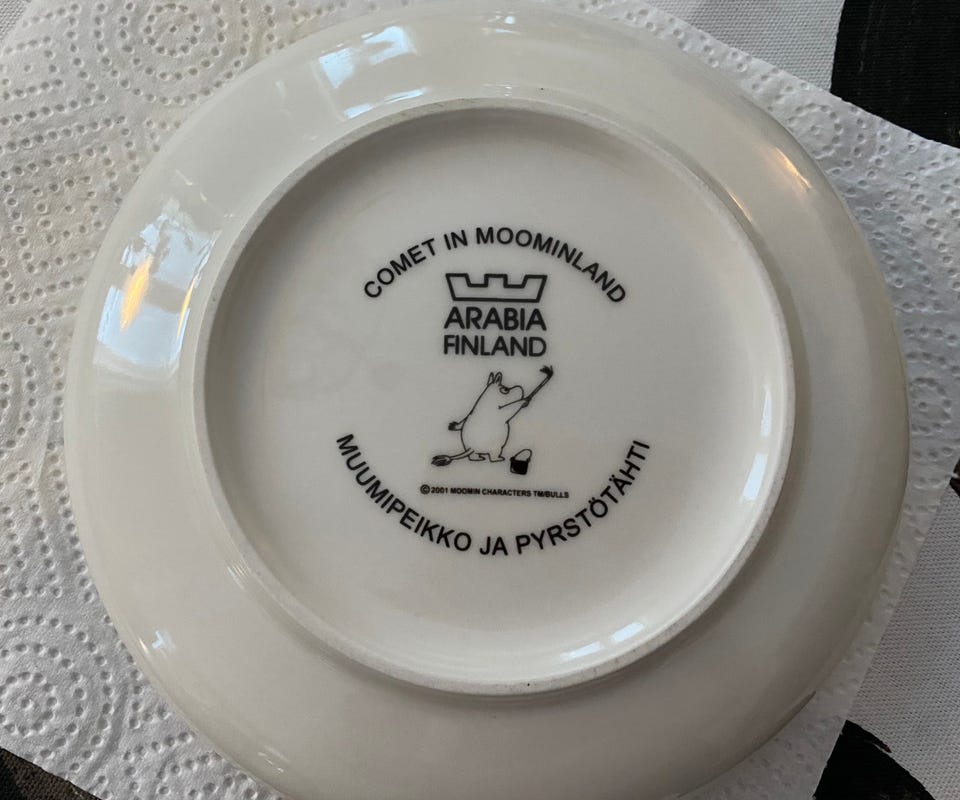 COMET IN MOOMINLAND
ARABIA
FINLAND
© 2001 MOOMIN CHARACTERS TM/BULLS
MUUMIPEIKKO JA PYRSTÖTÄHTI